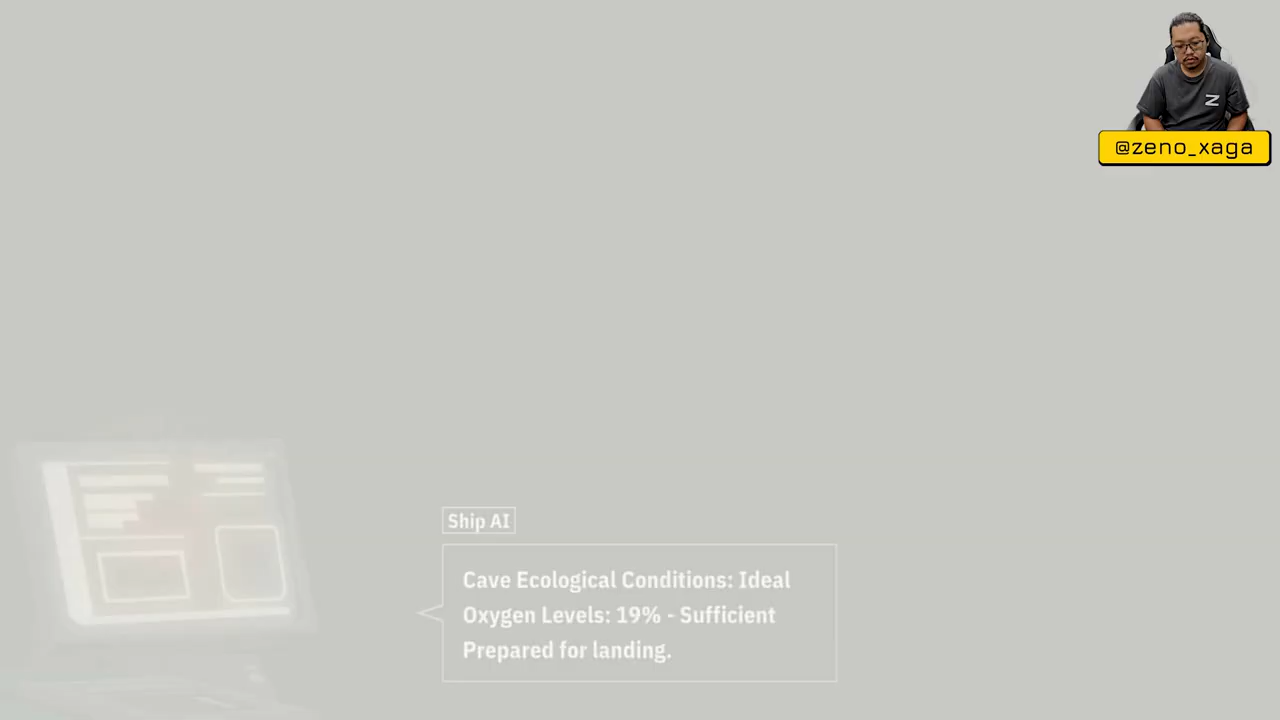 Z
@zeno_xaga
Ship AI
Cave Ecological Conditions: Ideal
Oxygen Levels: 19% - Sufficient
Prepared for landing.